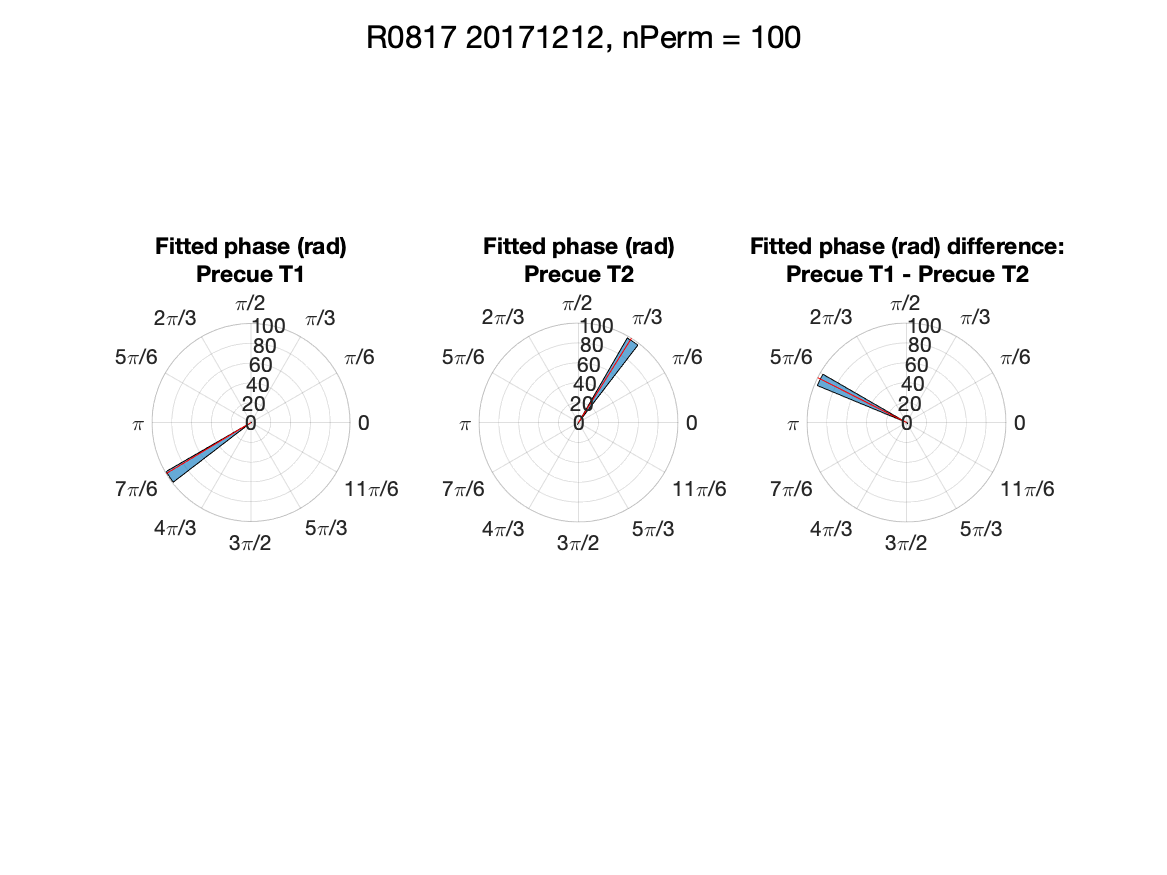 R0817 20171212, nPerm = 100
Fitted phase (rad)
Precue T1
π/2
2π/3
π/3
5π/6
π/6
π
0
7π/6
11π/6
4π/3
5π/3
3π/2
100
80
60
40
20
0
Fitted phase (rad)
Precue T2
π/2
2π/3
π/3
5π/6
π/6
π
0
7π/6
11π/6
4π/3
5π/3
3π/2
100
80
60
40
20
0
Fitted phase (rad) difference:
Precue T1 - Precue T2
π/2
2π/3
π/3
5π/6
π/6
π
0
7π/6
11π/6
4π/3
5π/3
3π/2
100
80
60
40
20
0